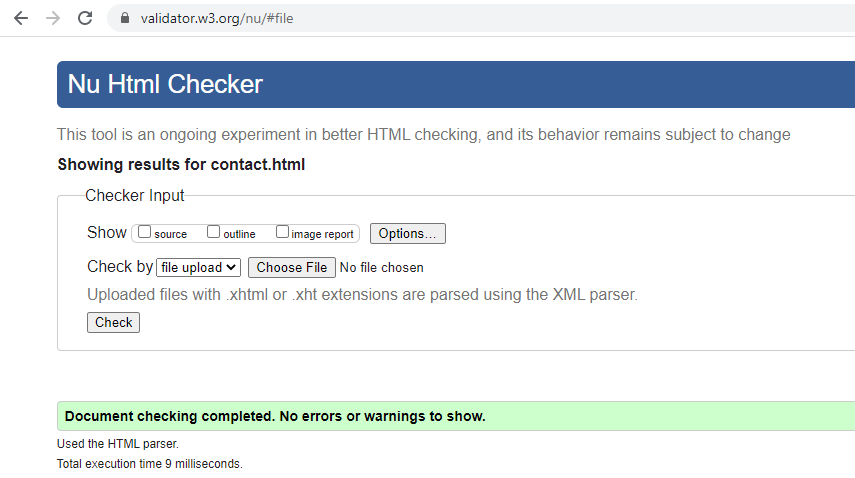 validator.w3.org/nu/#file
Nu Html Checker
This tool is an ongoing experiment in better HTML checking, and its behavior remains subject to change
Showing results for contact.html
Checker Input
Show source outline image report Options...
Check by file upload Choose File No file chosen
Uploaded files with .xhtml or .xht extensions are parsed using the XML parser.
Check
Document checking completed. No errors or warnings to show.
Used the HTML parser.
Total execution time 9 milliseconds.